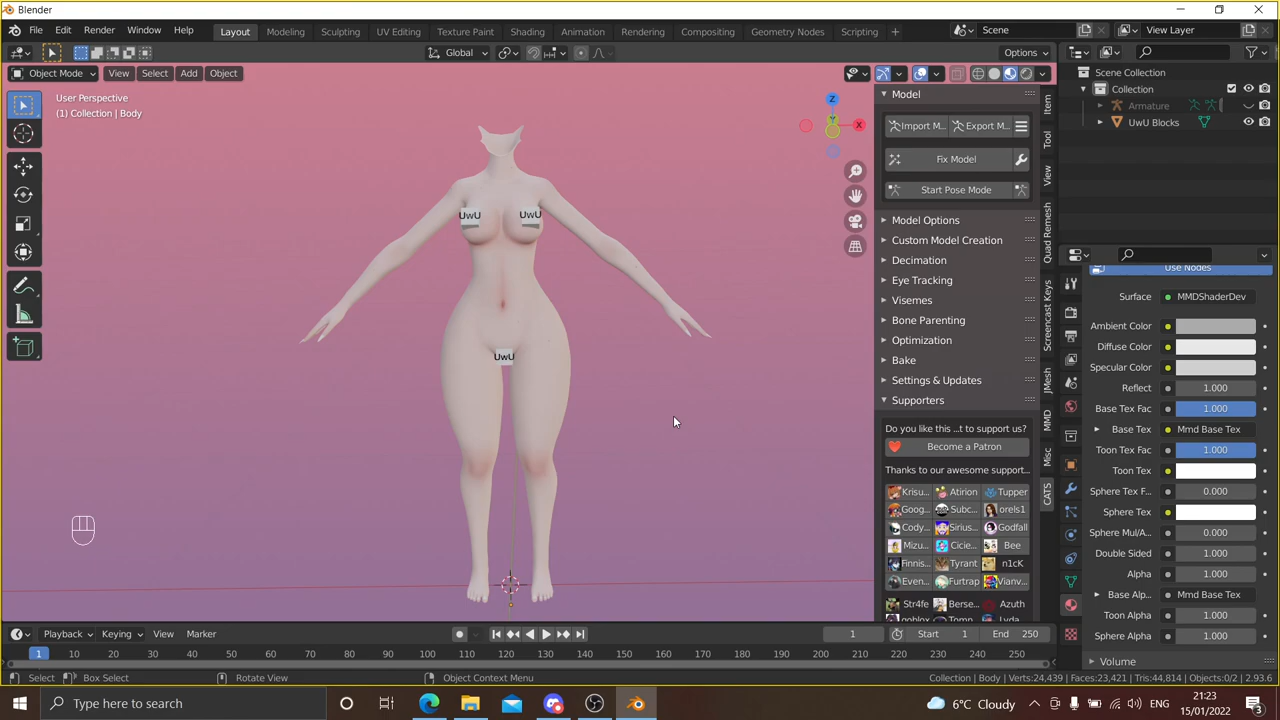 Blender
File Edit Render Window Help Layout Modeling Sculpting UV Editing Texture Paint Shading Animation Rendering Compositing Geometry Nodes Scripting + Scene View Layer
Global Options
Object Mode View Select Add Object
User Perspective
(1) Collection | Body
Z
Y
X
UwU UwU
UwU
Model
Import M... Export M...
Fix Model
Start Pose Mode
Model Options
Custom Model Creation
Decimation
Eye Tracking
Visemes
Bone Parenting
Optimization
Bake
Settings & Updates
Supporters
Do you like this ...t to support us?
Become a Patron
Thanks to our awesome support...
Krisu... Atirion Tupper
Goog... Subc... orels1
Cody... Sirius... Godfall
Mizu... Cicie... Bee
Finnis... Tyrant n1cK
Even... Furtrap Vianv...
Str4fe Berse... Azuth
Item
Tool
View
Quad Remesh
Screencast Keys
JMesh
MMD
Misc
CATS
Scene Collection
Collection
Armature
UwU Blocks
Use Nodes
Surface MMDShaderDev
Ambient Color
Diffuse Color
Specular Color
Reflect 1.000
Base Tex Fac 1.000
Base Tex Mmd Base Tex
Toon Tex Fac 1.000
Toon Tex
Sphere Tex F... 0.000
Sphere Tex
Sphere Mul/A... 0.000
Double Sided 1.000
Alpha 1.000
Base Alp... Mmd Base Tex
Toon Alpha 1.000
Sphere Alpha 1.000
Volume
Playback Keying View Marker 1 Start 1 End 250
1 10 20 30 40 50 60 70 80 90 100 110 120 130 140 150 160 170 180 190 200 210 220 230 240 250
Select Box Select Rotate View Object Context Menu Collection | Body | Verts:24,439 | Faces:23,421 | Tris:44,814 | Objects:0/2 | 2.93.6
Type here to search 6°C Cloudy ENG 21:23
15/01/2022
3